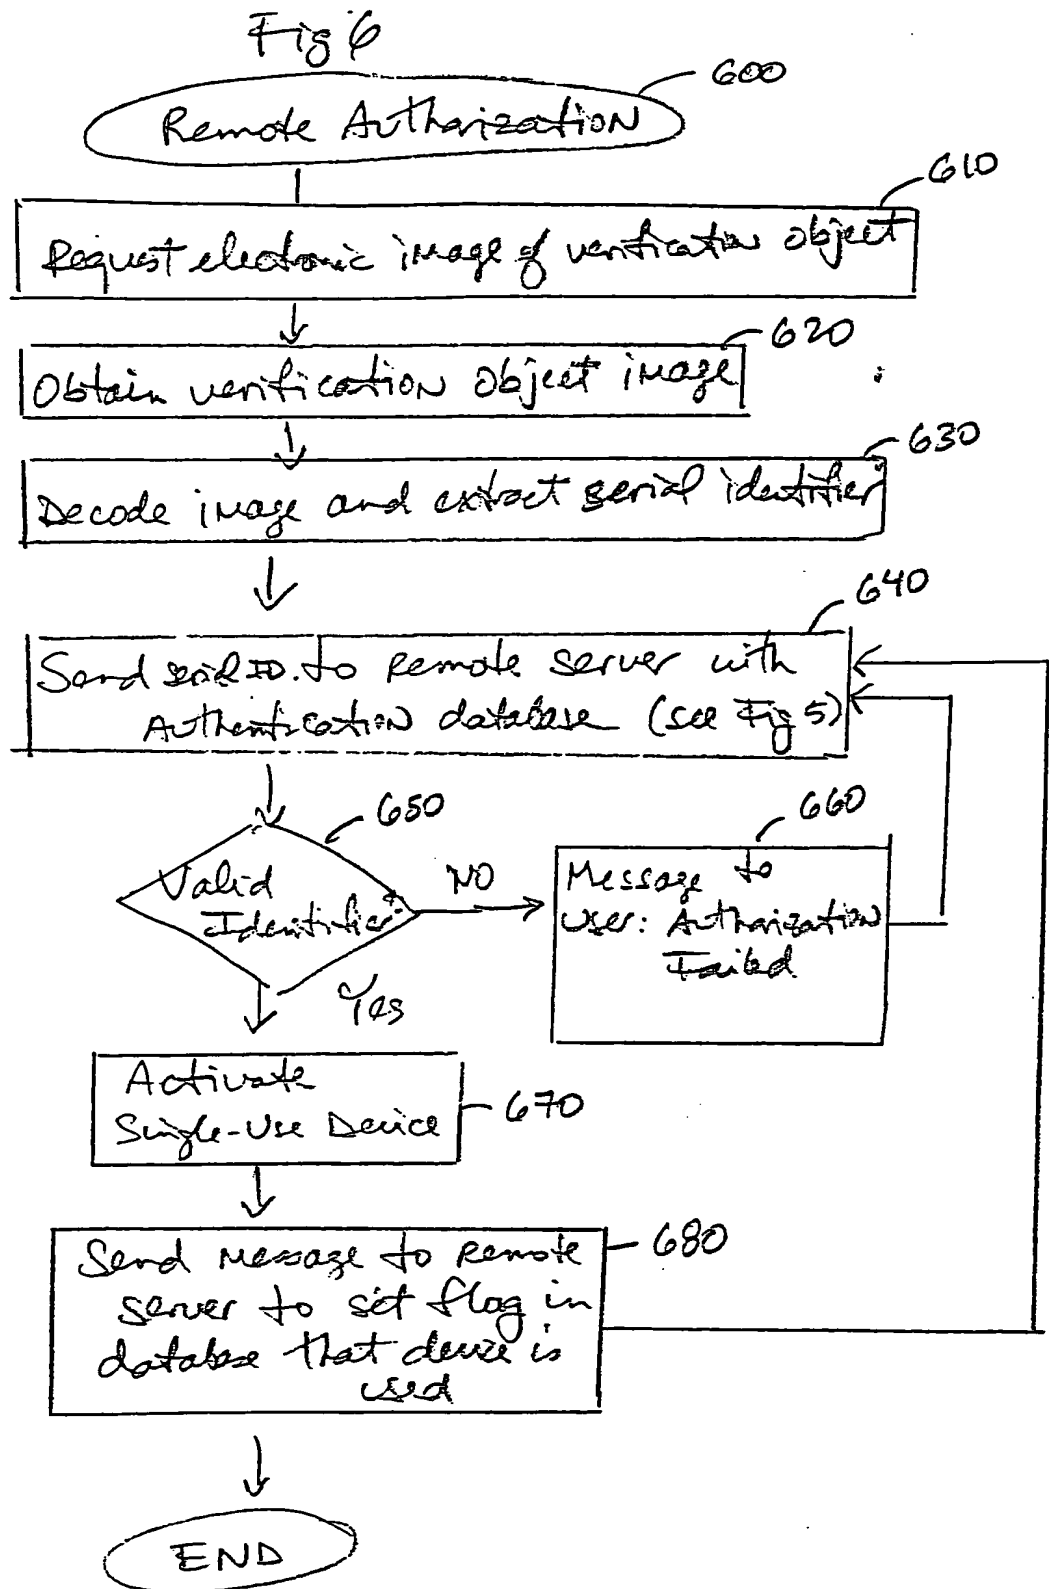 Fig 6
600
Remote Authorization
610
Request electronic image of verification object
620
Obtain verification object image
630
Decode image and extract serial identifier
640
Send serial ID. to remote server with
Authentication database (see Fig 5)
650
660
Valid
Identifier?
NO
Message to
User: Authorization
Failed
Yes
Activate
Single-Use Device
670
680
Send message to remote
server to set flag in
database that device is
used
END